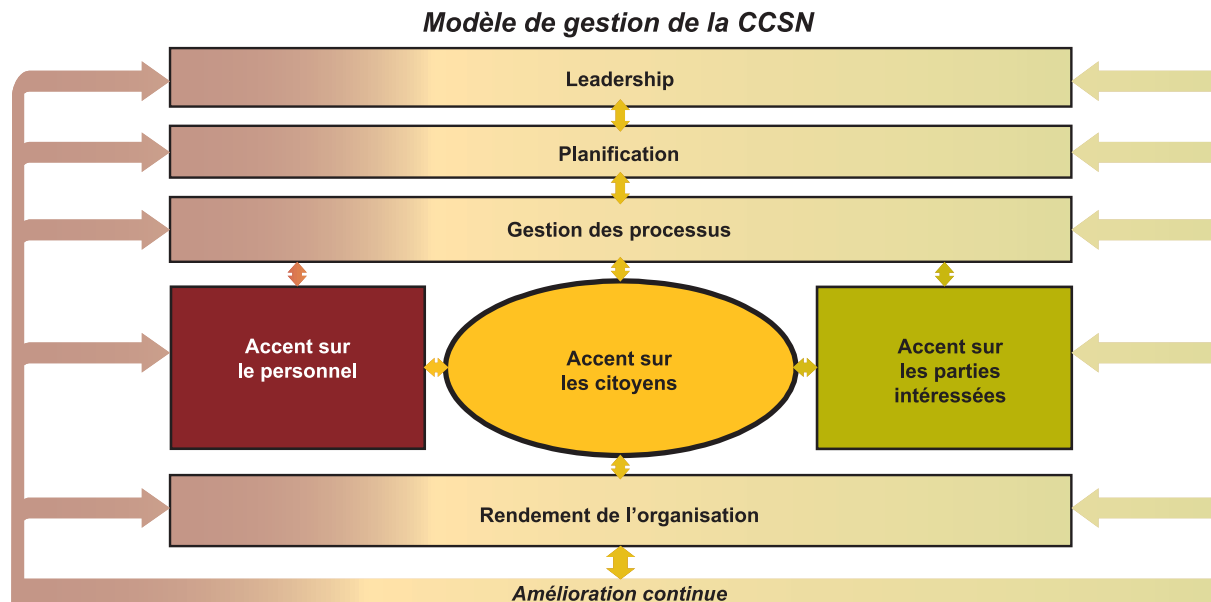 Modèle de gestion de la CCSN
Leadership
Planification
Gestion des processus
Accent sur
le personnel
Accent sur
les citoyens
Accent sur
les parties
intéressées
Rendement de l’organisation
Amélioration continue